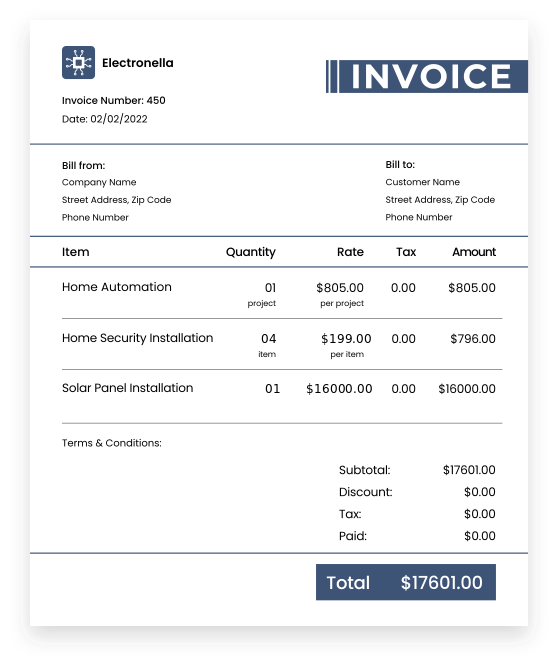 Electronella
INVOICE
Invoice Number: 450
Date: 02/02/2022
Bill from:
Company Name
Street Address, Zip Code
Phone Number
Bill to:
Customer Name
Street Address, Zip Code
Phone Number
Item Quantity Rate Tax Amount
Home Automation 01 $805.00 0.00 $805.00
project per project
Home Security Installation 04 $199.00 0.00 $796.00
item per item
Solar Panel Installation 01 $16000.00 0.00 $16000.00
Terms & Conditions:
Subtotal: $17601.00
Discount: $0.00
Tax: $0.00
Paid: $0.00
Total $17601.00